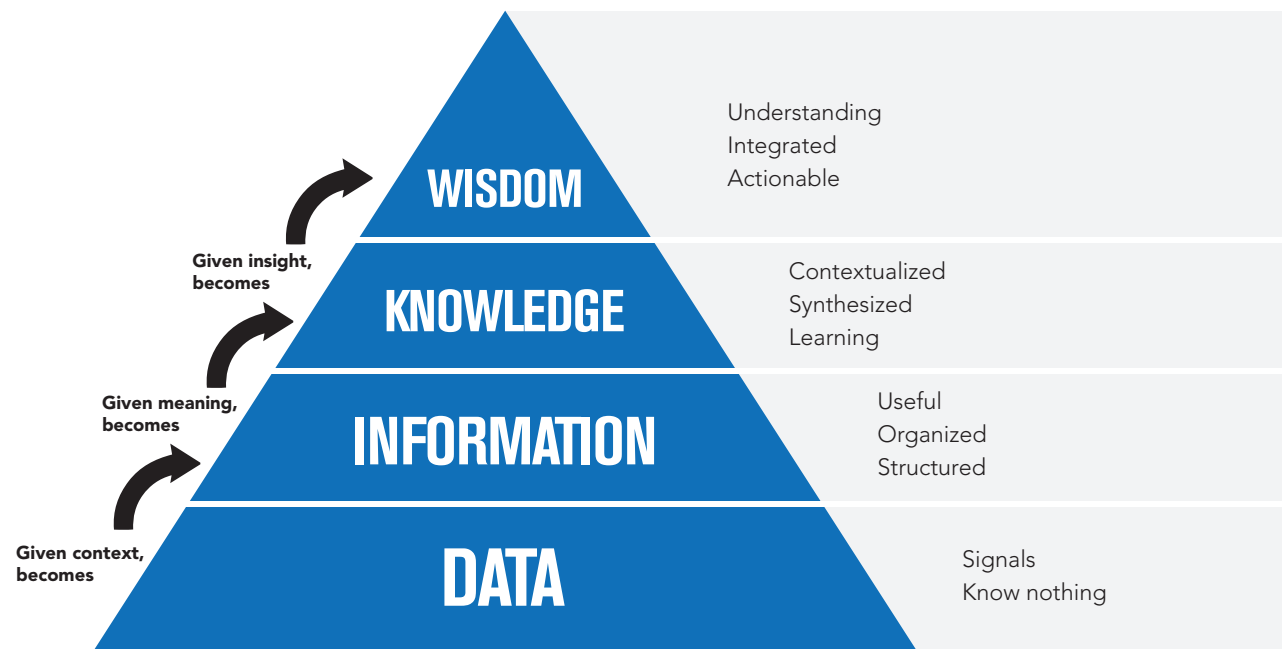 Understanding
Integrated
Actionable
WISDOM
Given insight,
becomes
Contextualized
Synthesized
Learning
KNOWLEDGE
Given meaning,
becomes
Useful
Organized
Structured
INFORMATION
Given context,
becomes
Signals
Know nothing
DATA